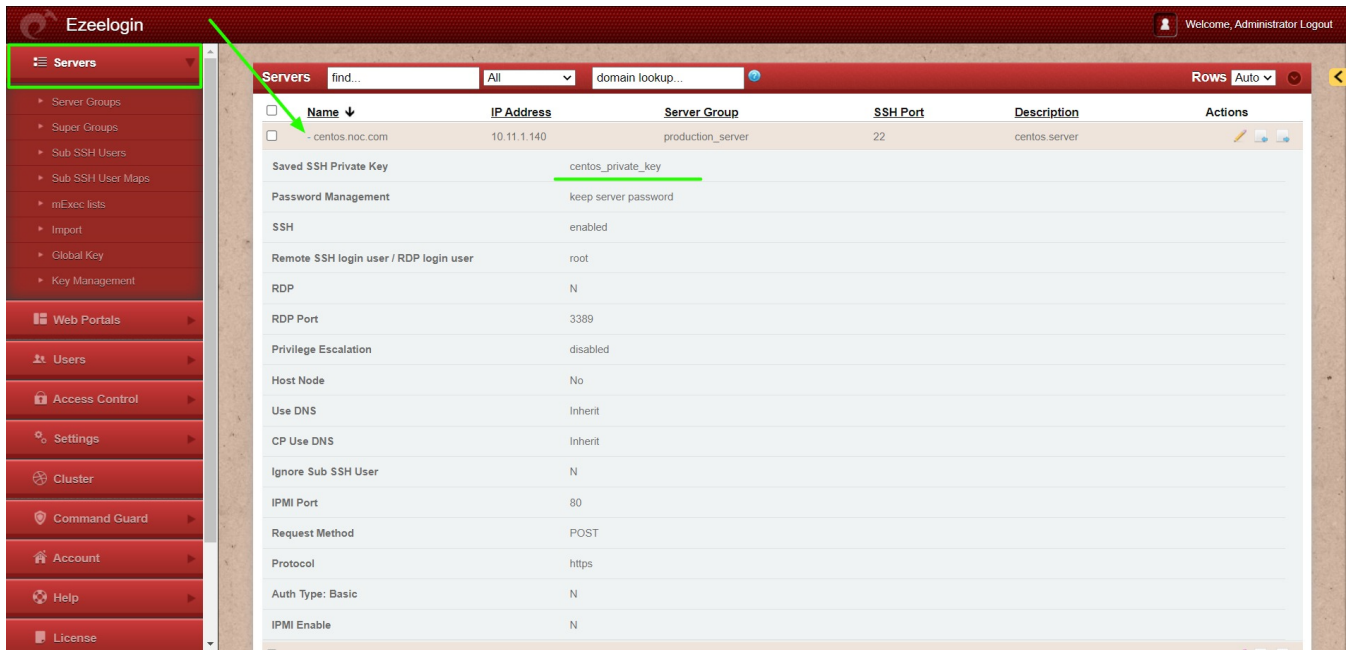 Ezeelogin
Welcome, Administrator Logout
Servers
Server Groups
Super Groups
Sub SSH Users
Sub SSH User Maps
mExec lists
Import
Global Key
Key Management
Web Portals
Users
Access Control
Settings
Cluster
Command Guard
Account
Help
License
Servers find... All domain lookup... Rows Auto
Name IP Address Server Group SSH Port Description Actions
- centos.noc.com 10.11.1.140 production_server 22 centos.server
Saved SSH Private Key centos_private_key
Password Management keep server password
SSH enabled
Remote SSH login user / RDP login user root
RDP N
RDP Port 3389
Privilege Escalation disabled
Host Node No
Use DNS Inherit
CP Use DNS Inherit
Ignore Sub SSH User N
IPMI Port 80
Request Method POST
Protocol https
Auth Type: Basic N
IPMI Enable N